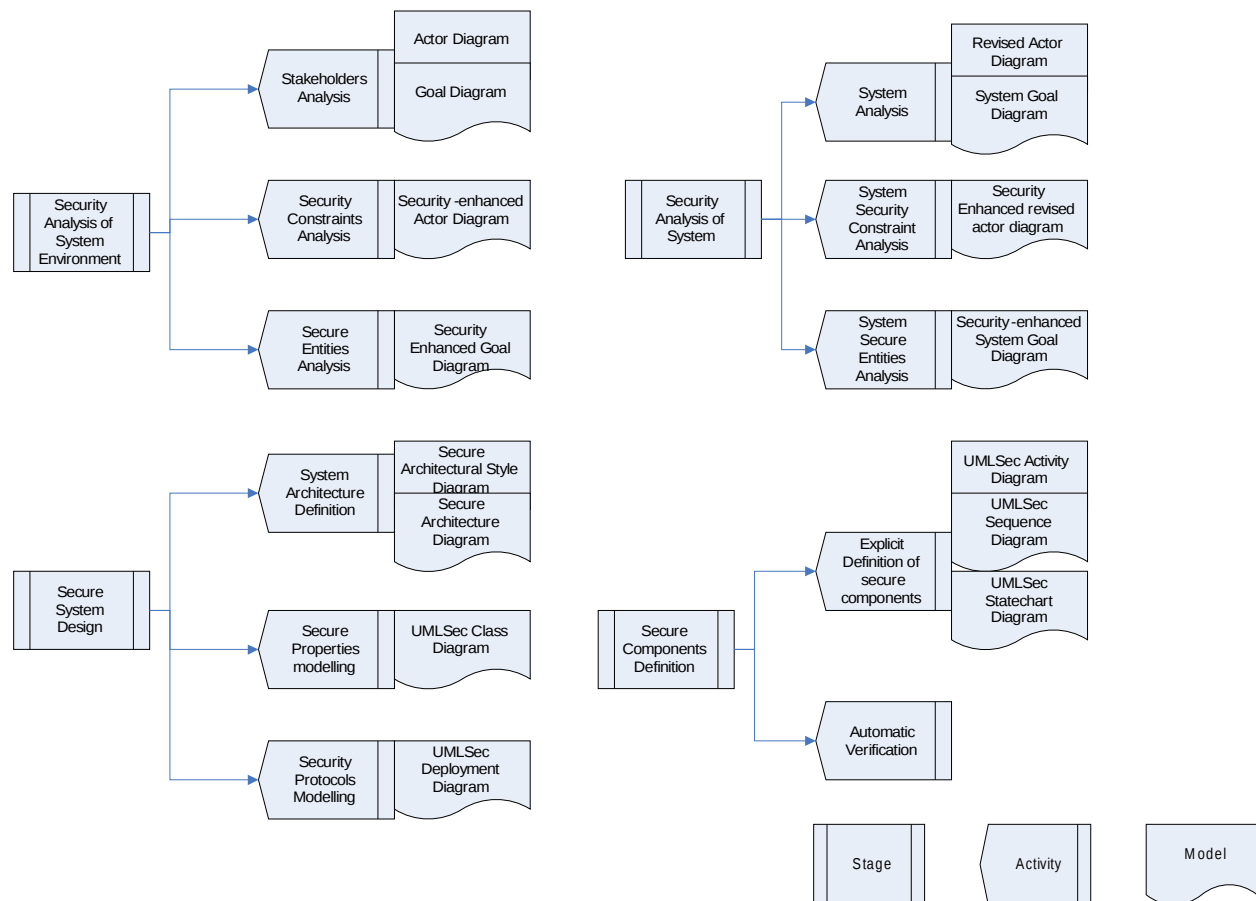 Security
Analysis of
System
Environment
Stakeholders
Analysis
Actor Diagram
Goal Diagram
Security
Constraints
Analysis
Security -enhanced
Actor Diagram
Secure
Entities
Analysis
Security
Enhanced Goal
Diagram
Security
Analysis of
System
System
Analysis
Revised Actor
Diagram
System Goal
Diagram
System
Security
Constraint
Analysis
Security
Enhanced revised
actor diagram
System
Secure
Entities
Analysis
Security-enhanced
System Goal
Diagram
Secure
System
Design
System
Architecture
Definition
Secure
Architectural Style
Diagram
Secure
Architecture
Diagram
Secure
Properties
modelling
UMLSec Class
Diagram
Security
Protocols
Modelling
UMLSec
Deployment
Diagram
Secure
Components
Definition
Explicit
Definition of
secure
components
UMLSec Activity
Diagram
UMLSec
Sequence
Diagram
UMLSec
Statechart
Diagram
Automatic
Verification
Stage
Activity
Model